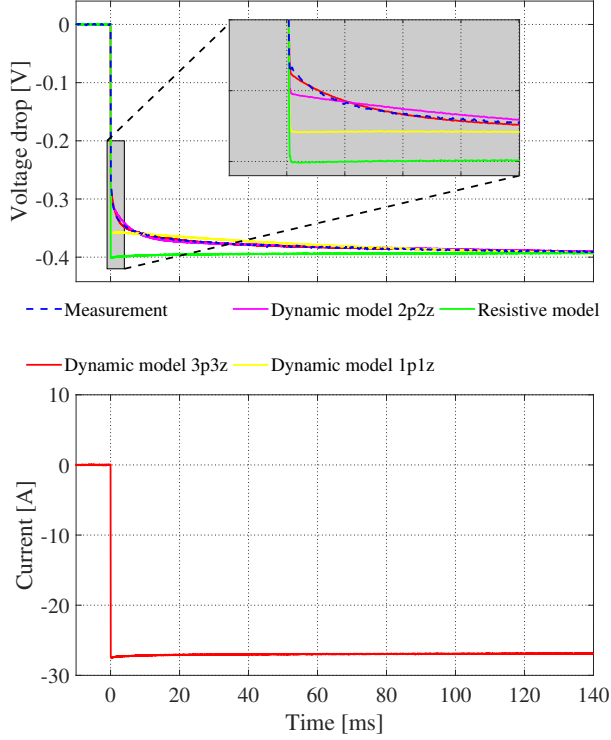 0
-0.1
-0.2
-0.3
-0.4
Voltage drop [V]
Measurement
Dynamic model 2p2z
Resistive model
Dynamic model 3p3z
Dynamic model 1p1z
10
0
-10
-20
-30
Current [A]
0 20 40 60 80 100 120 140
Time [ms]